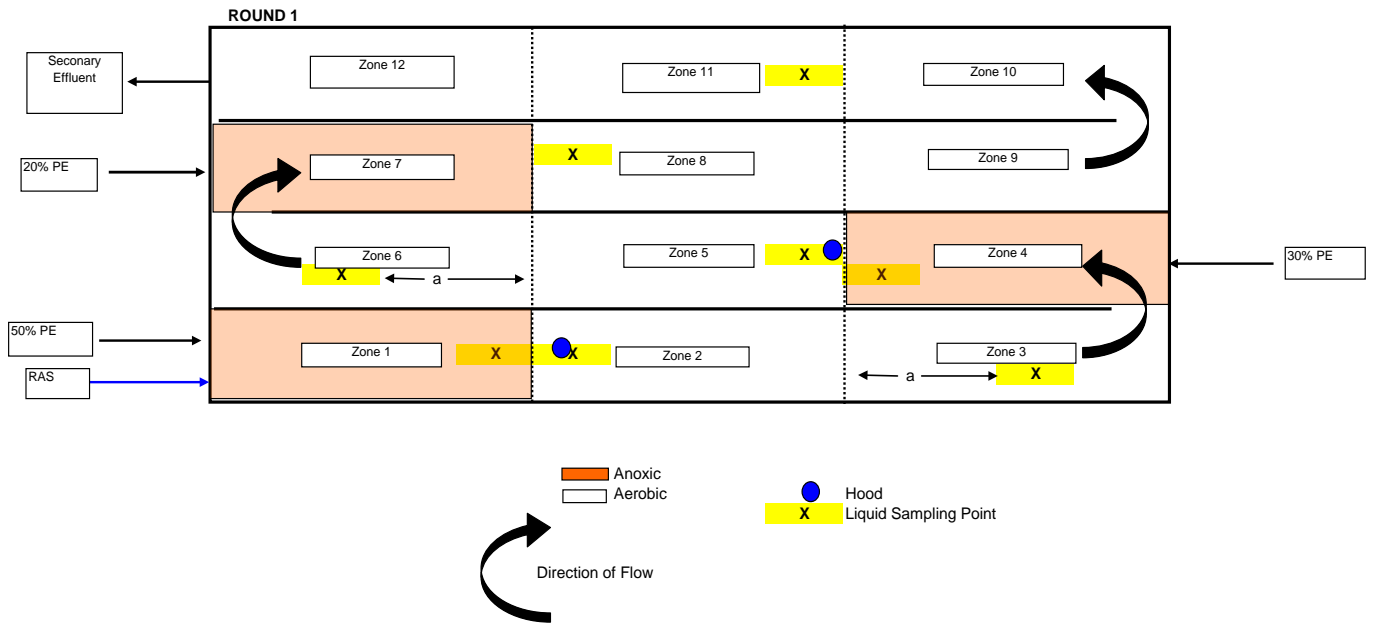 ROUND 1
Seconary
Effluent
Zone 12
Zone 11
X
Zone 10
20% PE
Zone 7
X
Zone 8
Zone 9
Zone 6
X
a
Zone 5
X
X
Zone 4
30% PE
50% PE
RAS
Zone 1
X
X
Zone 2
Zone 3
a
X
Anoxic
Aerobic
Hood
X
Liquid Sampling Point
Direction of Flow